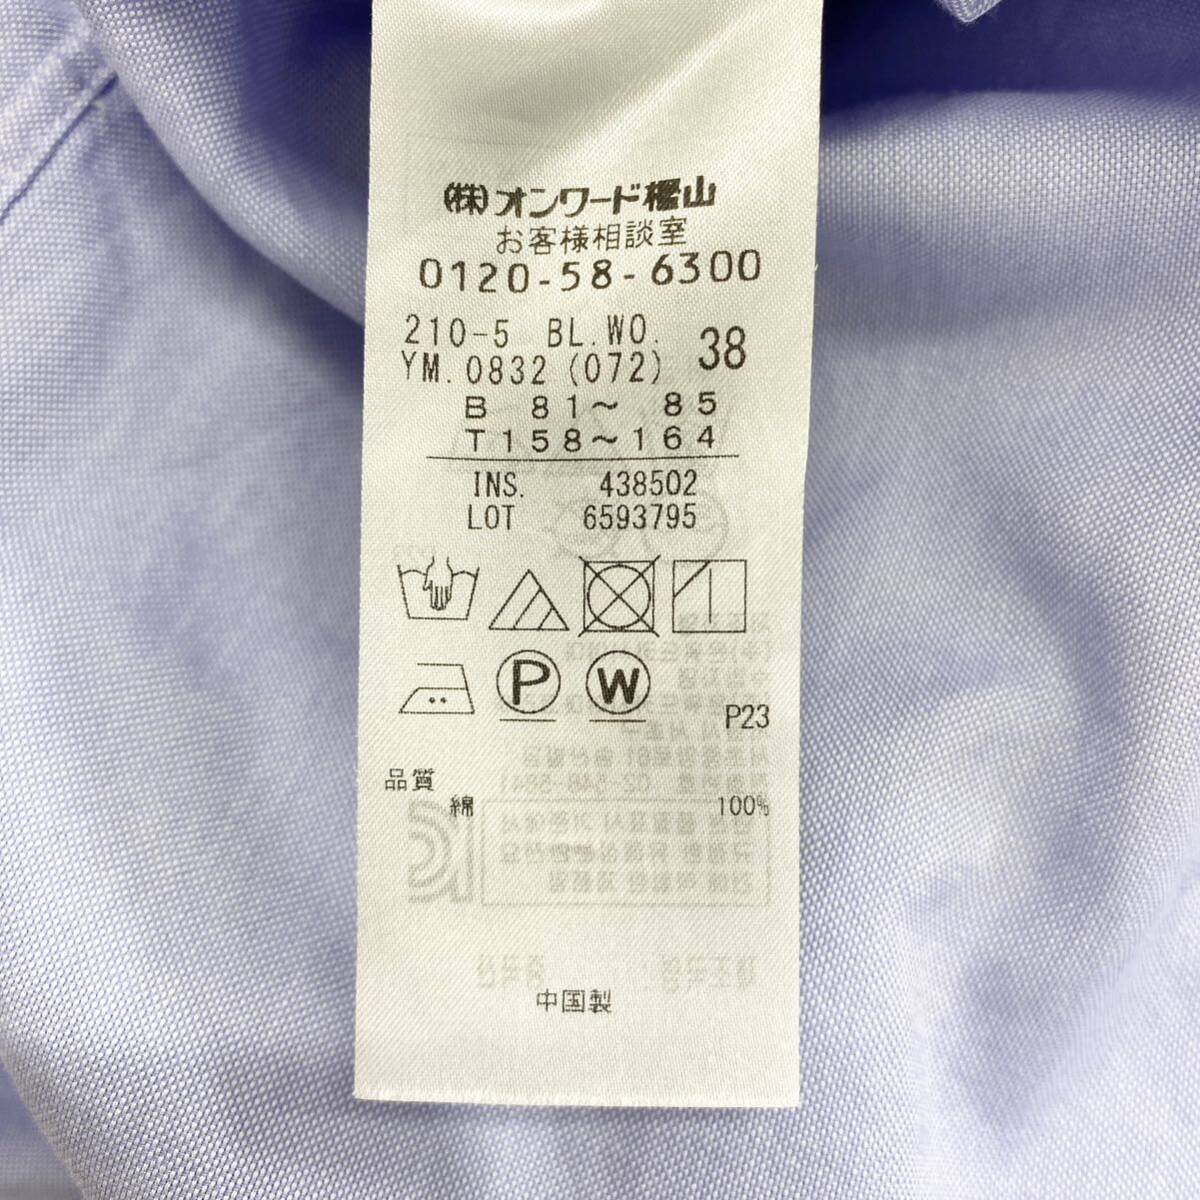 (株)オンワード樫山
お客様相談室
0120-58-6300
210-5 BL.WO. 38
YM.0832(072)
B 81～ 85
T158～164
INS. 438502
LOT 6593795
P
W
P23
品質
綿 100%
中国製